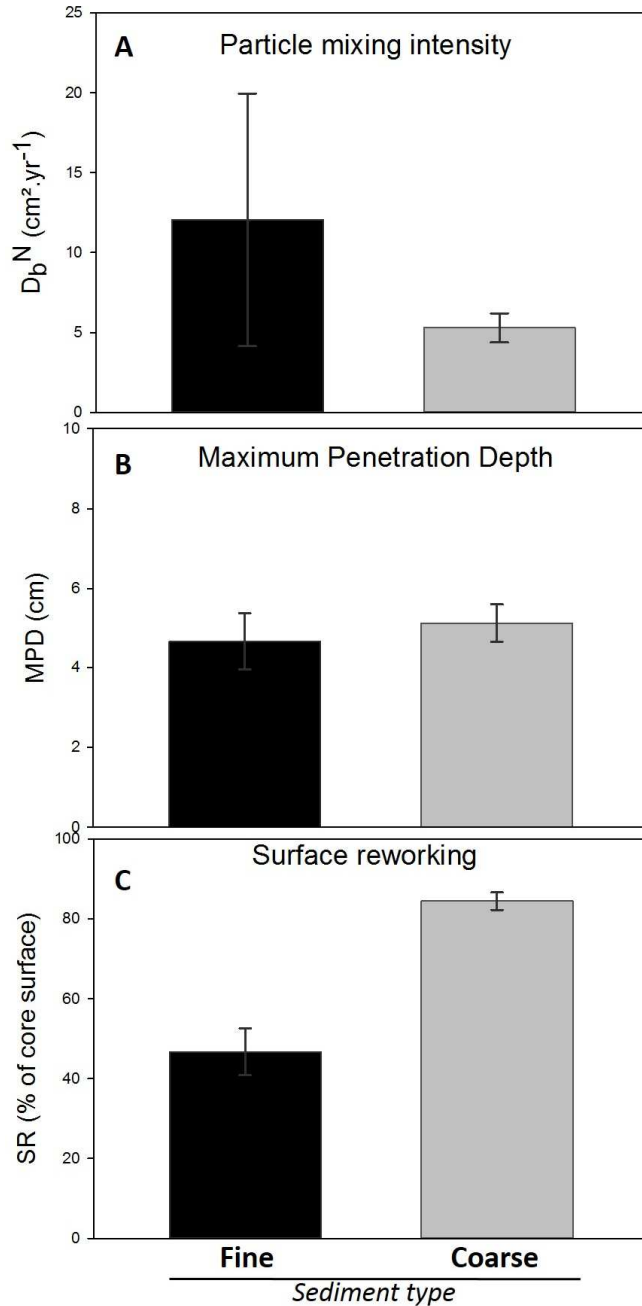 A
Particle mixing intensity
25
20
15
10
5
0
DbN (cm².yr⁻¹)
B
Maximum Penetration Depth
10
8
6
4
2
0
MPD (cm)
C
Surface reworking
100
80
60
40
20
0
SR (% of core surface)
Fine
Coarse
Sediment type